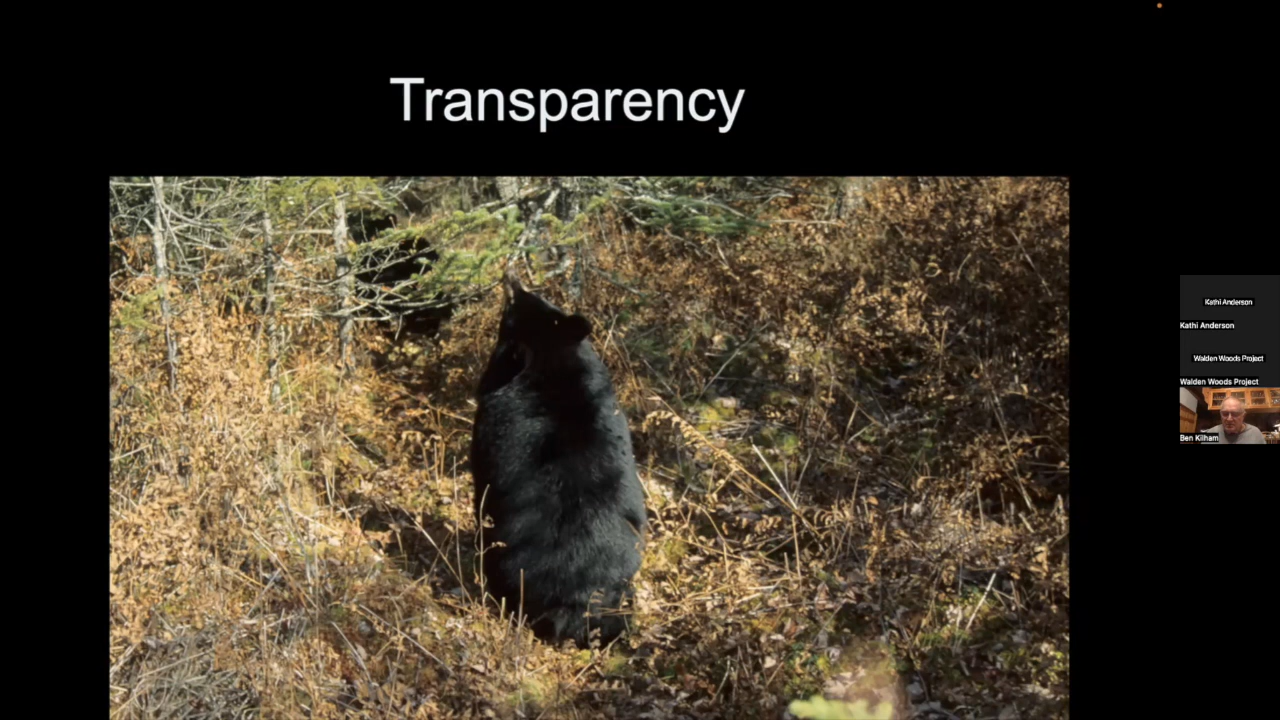 Transparency
Kathi Anderson
Kathi Anderson
Walden Woods Project
Walden Woods Project
Ben Kilham